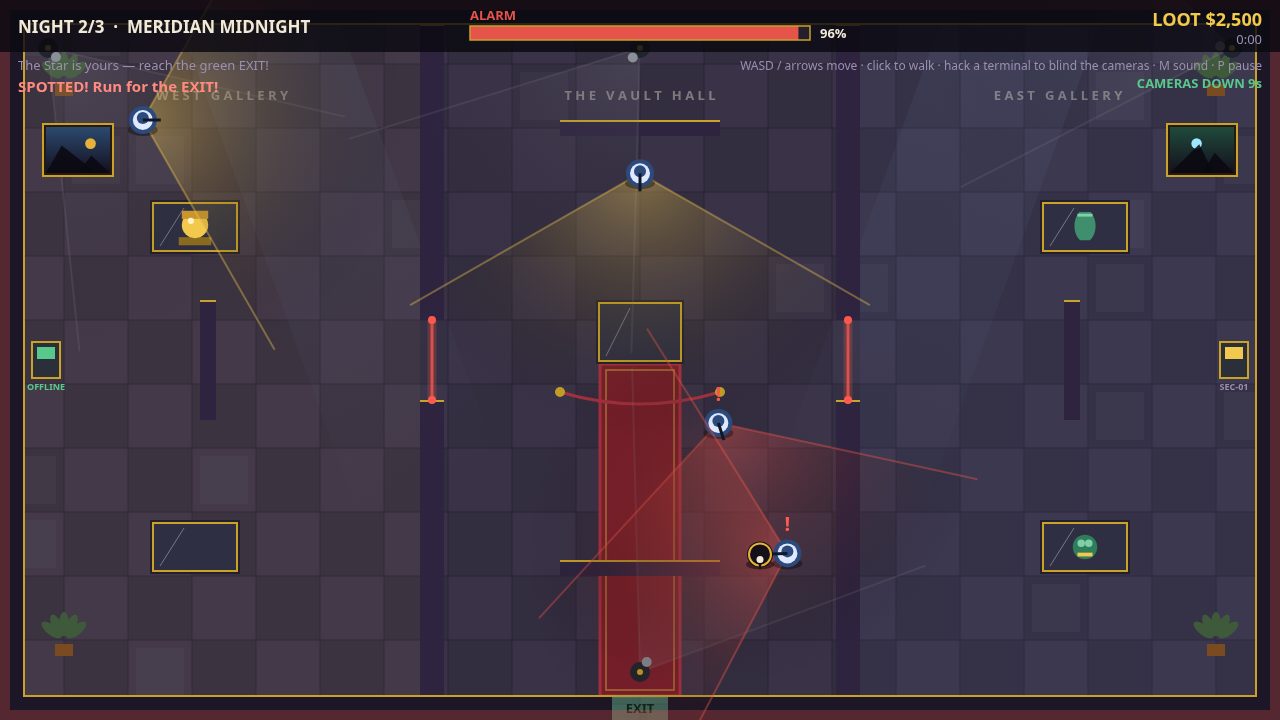 NIGHT 2/3 · MERIDIAN MIDNIGHT
ALARM
96%
LOOT $2,500
0:00
The Star is yours — reach the green EXIT!
WASD / arrows move · click to walk · hack a terminal to blind the cameras · M sound · P pause
SPOTTED! Run for the EXIT!
CAMERAS DOWN 9s
WEST GALLERY
THE VAULT HALL
EAST GALLERY
OFFLINE
SEC-01
!
!
EXIT